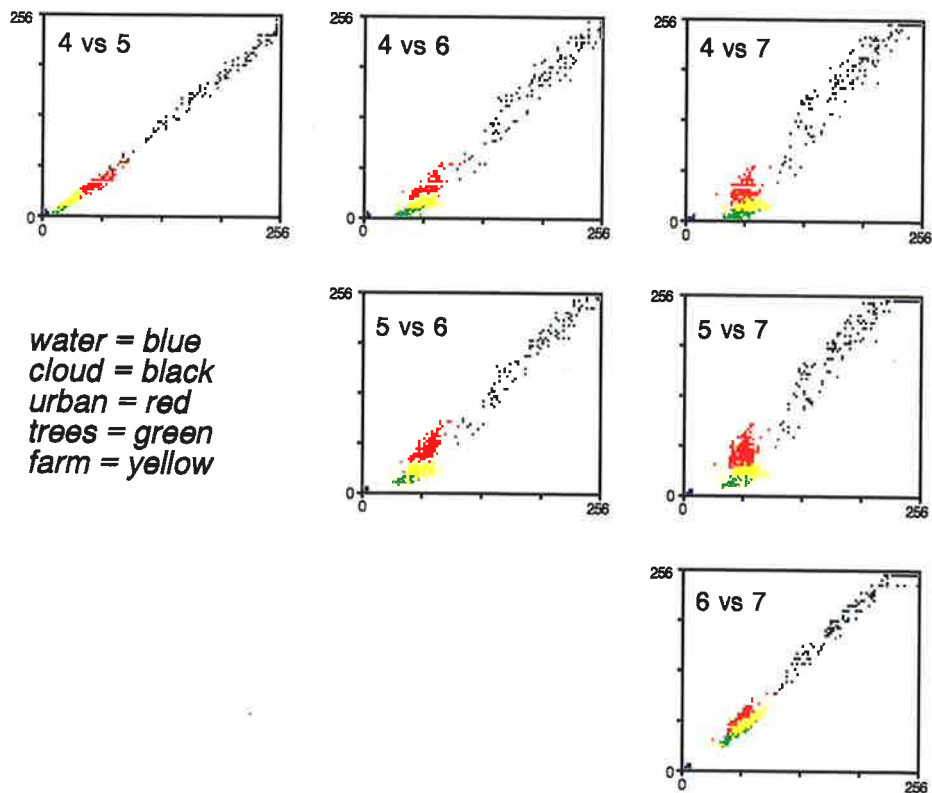 256
4 vs 5
0
0
256
256
4 vs 6
0
0
256
256
4 vs 7
0
0
256
water = blue
cloud = black
urban = red
trees = green
farm = yellow
256
5 vs 6
0
0
256
256
5 vs 7
0
0
256
256
6 vs 7
0
0
256